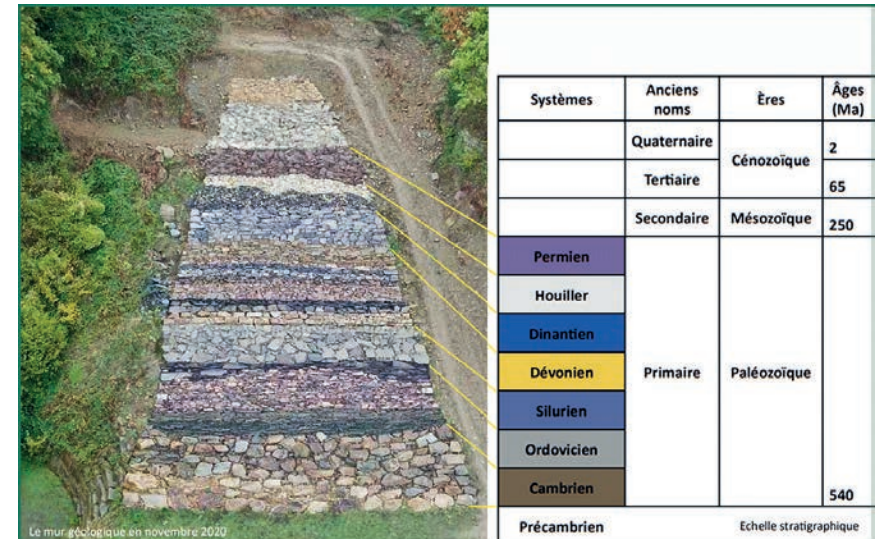 Systèmes
Anciens
noms
Ères
Âges
(Ma)
Quaternaire
Cénozoïque
2
Tertiaire
65
Secondaire
Mésozoïque
250
Permien
Houiller
Dinantien
Dévonien
Primaire
Paléozoïque
Silurien
Ordovicien
Cambrien
540
Précambrien
Echelle stratigraphique
Le mur géologique en novembre 2020